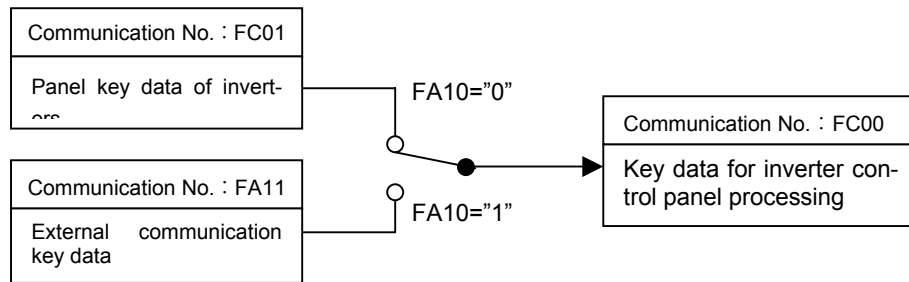 Communication No.：FC01
Panel key data of invert-
ers
FA10=”0”
Communication No.：FC00
Key data for inverter con-
trol panel processing
Communication No.：FA11
External communication
key data
FA10=”1”